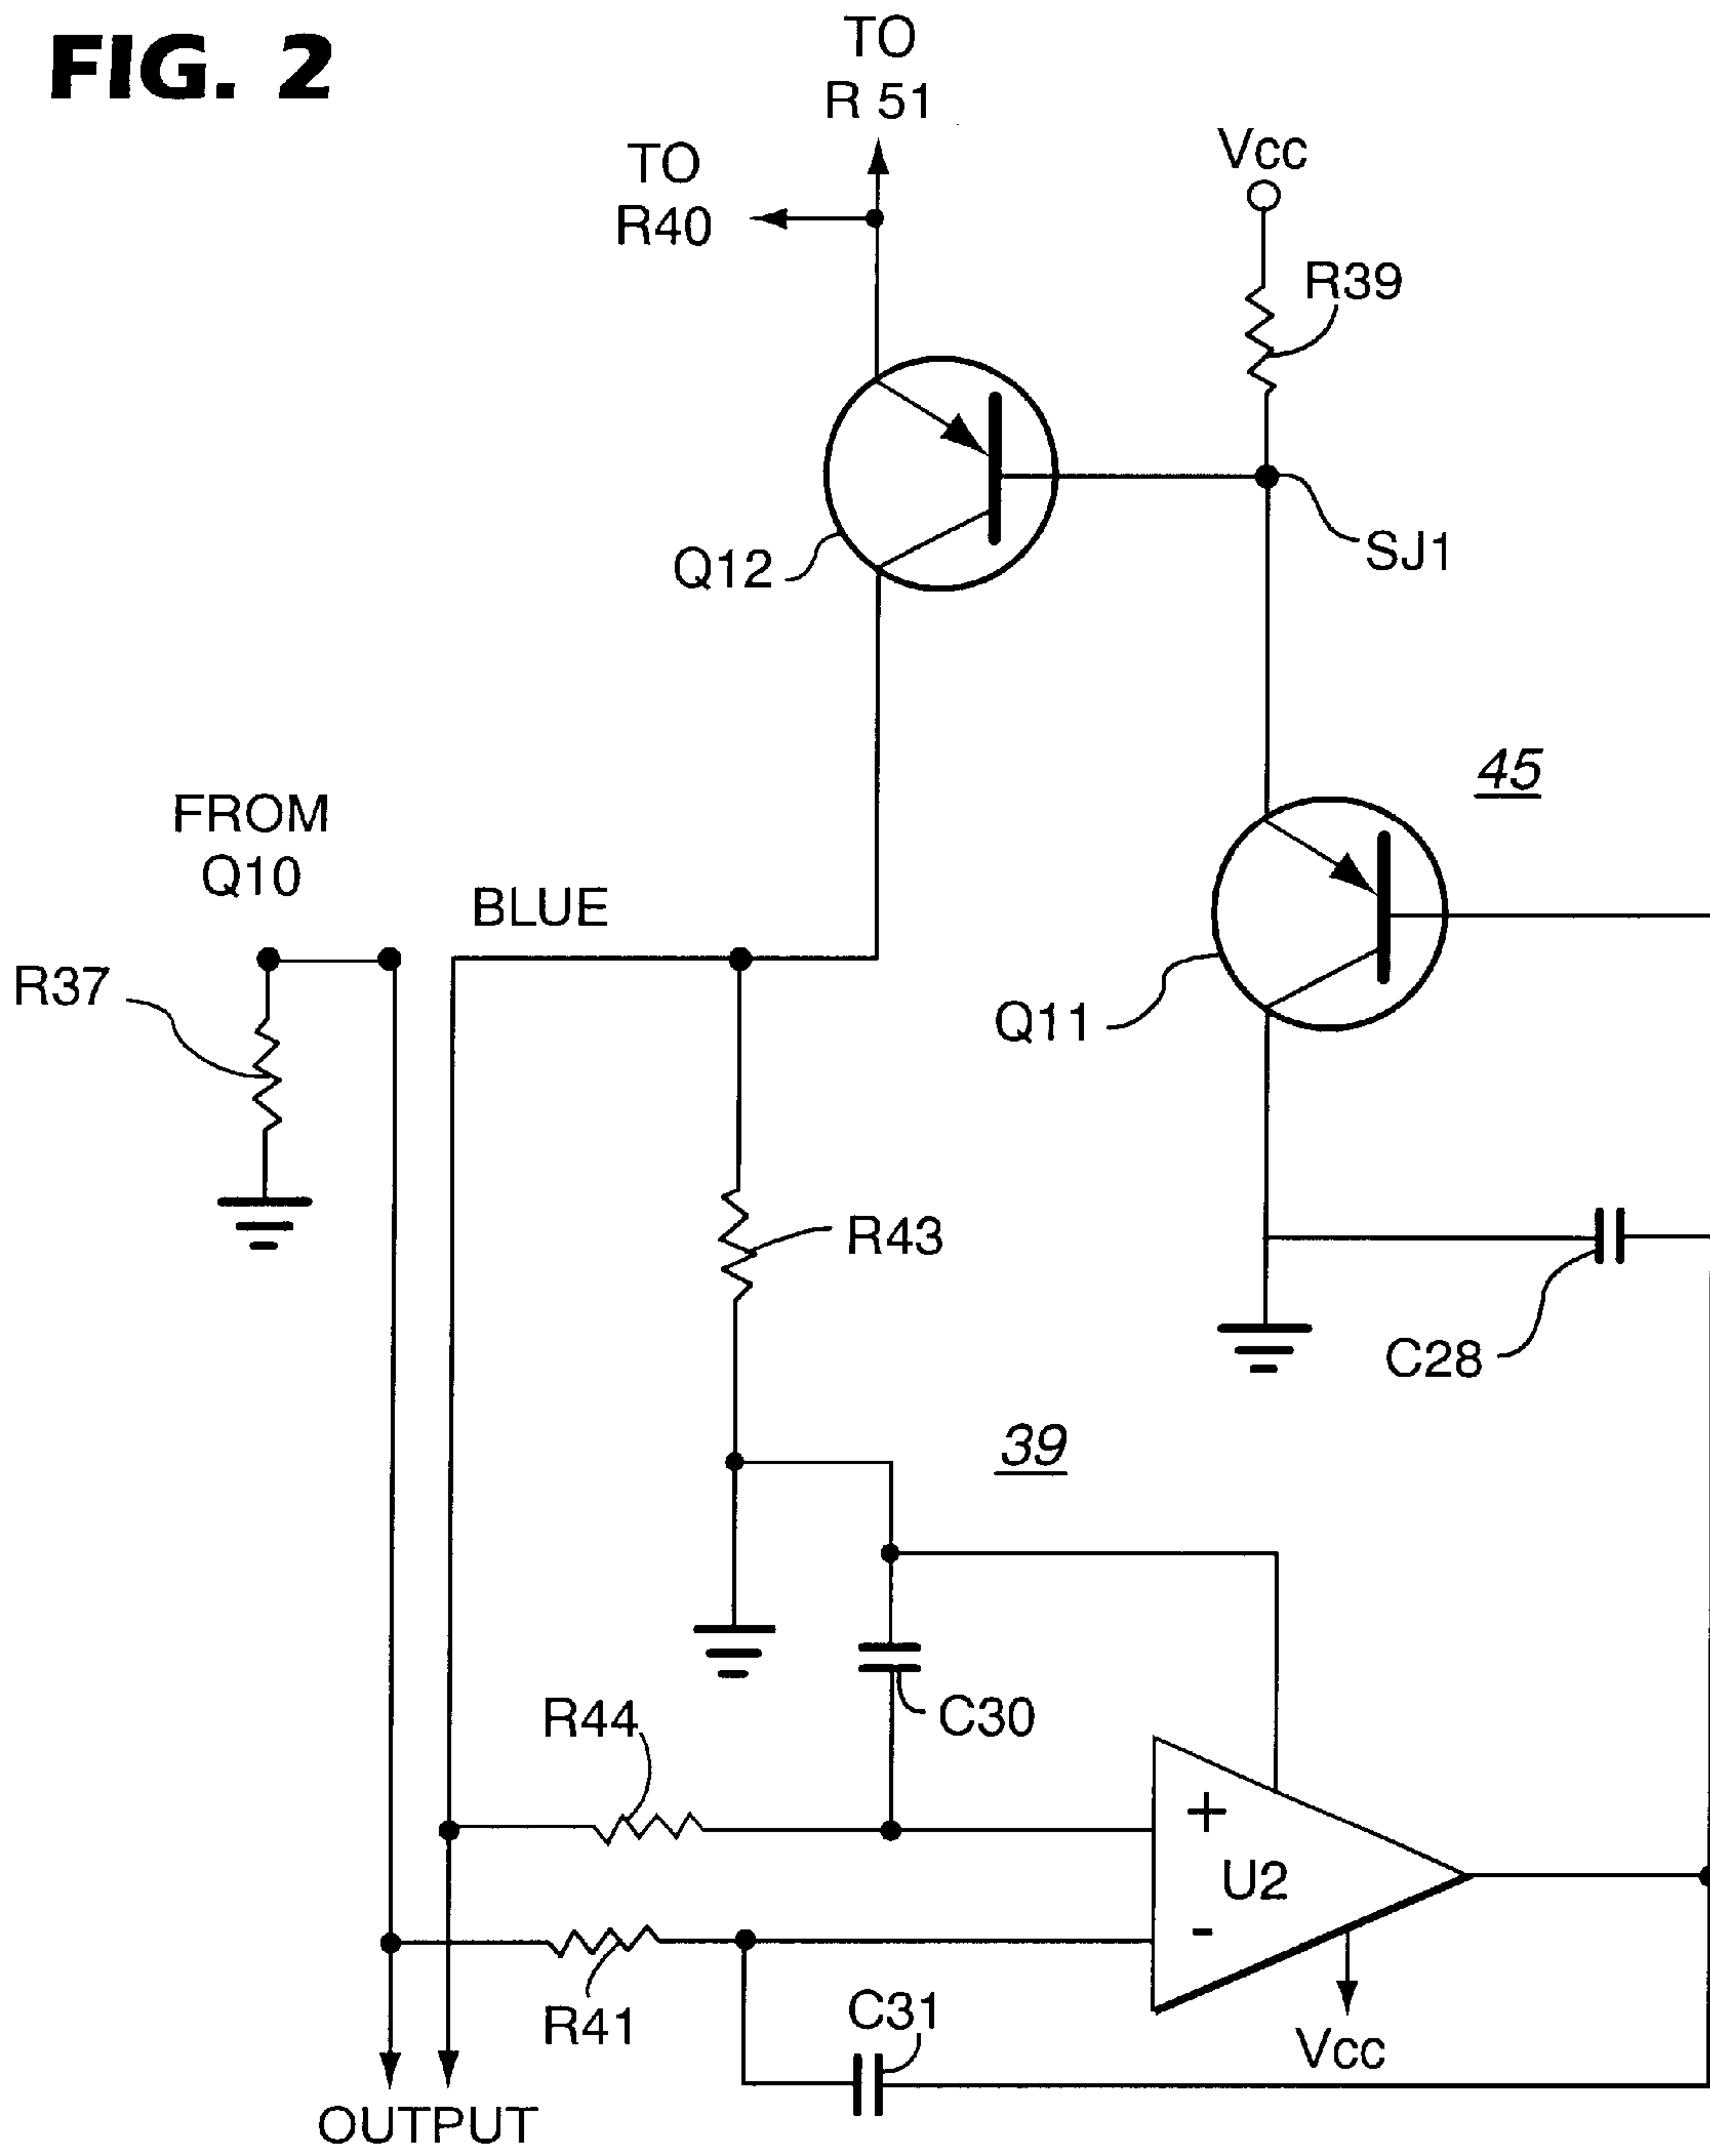 FIG. 2
TO
R 51
TO
R40
Vcc
R39
Q12
SJ1
45
FROM
Q10
BLUE
R37
Q11
R43
C28
39
R44
C30
+
U2
-
R41
C31
Vcc
OUTPUT